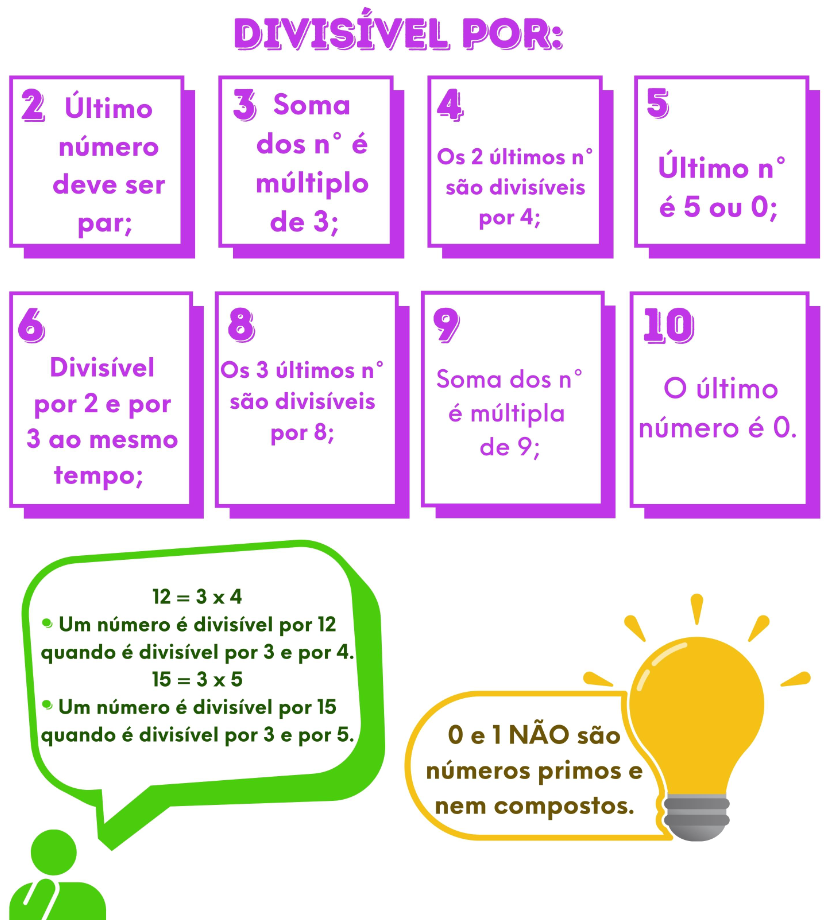 DIVISÍVEL POR:
2 Último
número
deve ser
par;
3 Soma
dos n° é
múltiplo
de 3;
4
Os 2 últimos n°
são divisíveis
por 4;
5
Último n°
é 5 ou 0;
6
Divisível
por 2 e por
3 ao mesmo
tempo;
8
Os 3 últimos n°
são divisíveis
por 8;
9
Soma dos n°
é múltipla
de 9;
10
O último
número é 0.
12 = 3 x 4
• Um número é divisível por 12
quando é divisível por 3 e por 4.
15 = 3 x 5
• Um número é divisível por 15
quando é divisível por 3 e por 5.
0 e 1 NÃO são
números primos e
nem compostos.